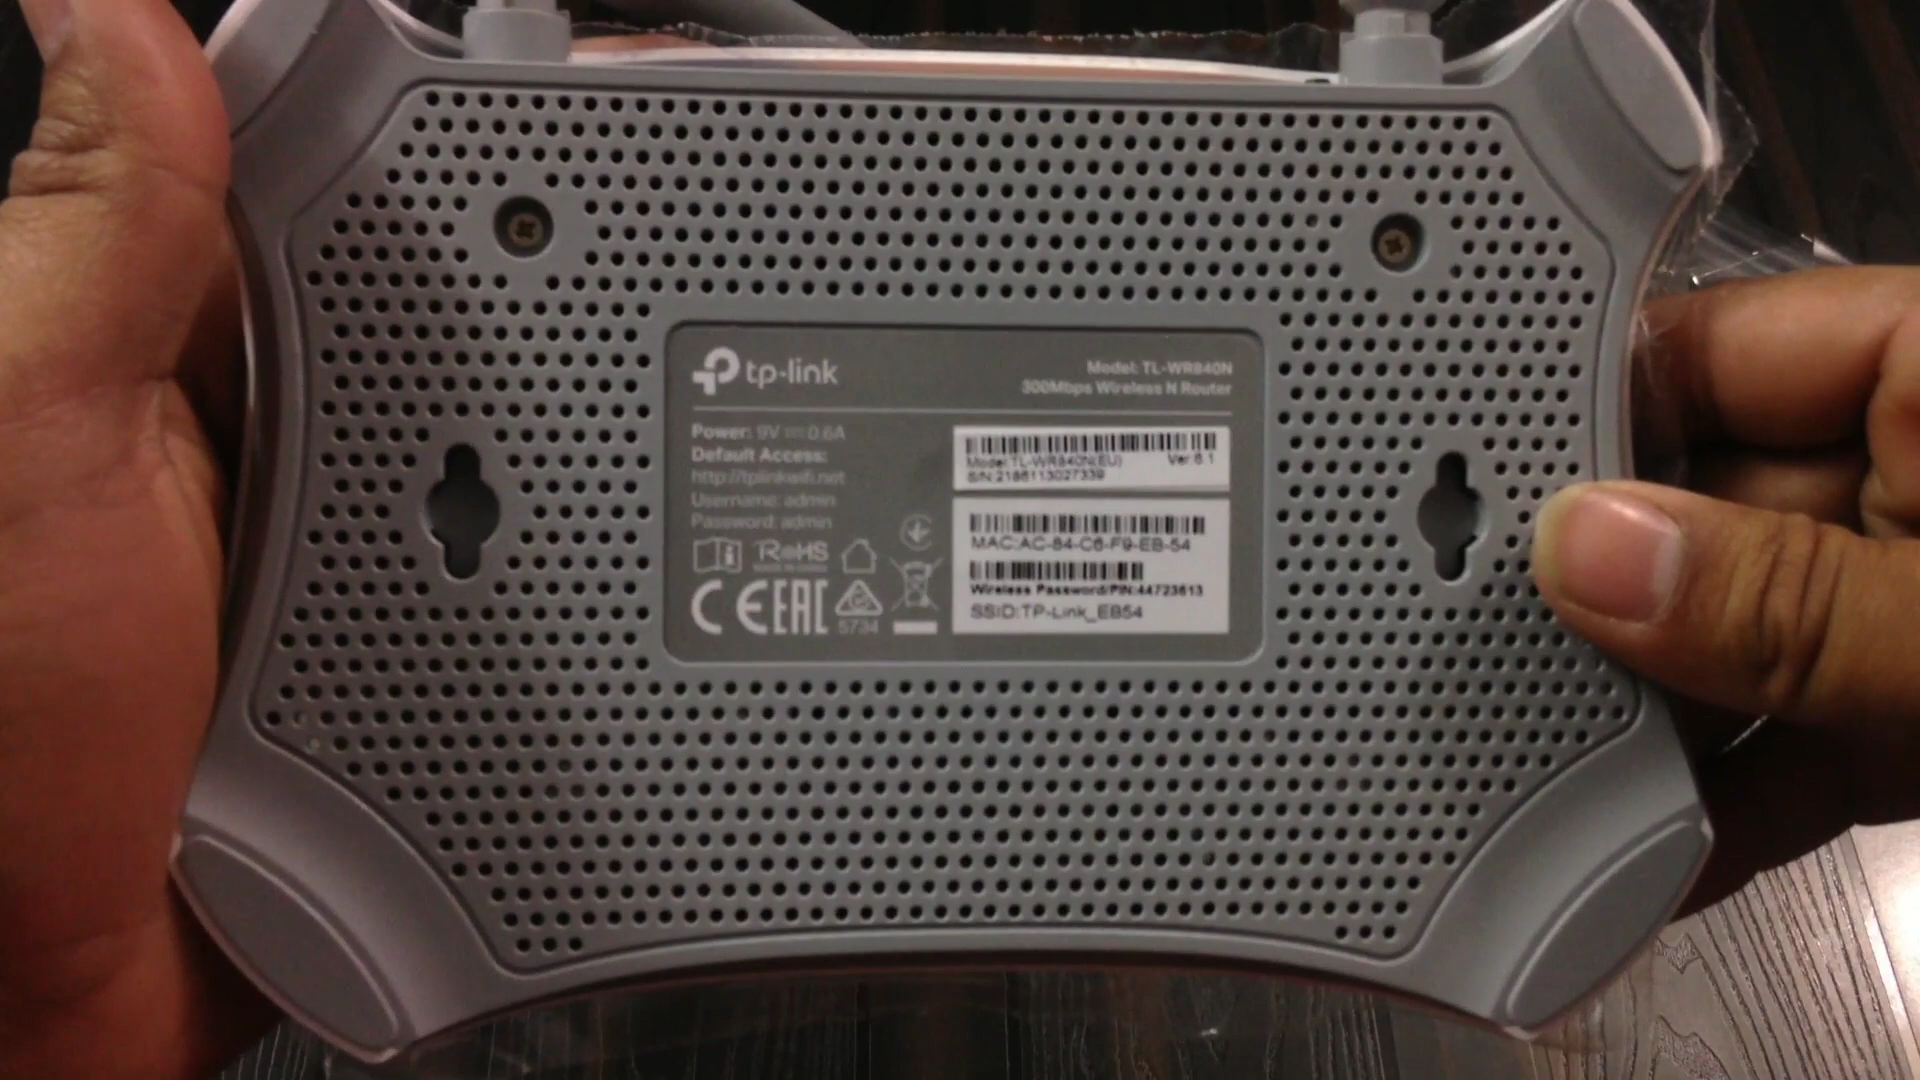 tp-link
Model: TL-WR840N
300Mbps Wireless N Router
Power: 9V ⎓ 0.6A
Default Access:
http://tplinkwifi.net
Username: admin
Password: admin
RoHS
CE EAC
5734
Model:TL-WR840N(EU) Ver:6.1
S/N:2186113027339
MAC:AC-84-C6-F9-EB-54
Wireless Password/PIN:44723613
SSID:TP-Link_EB54